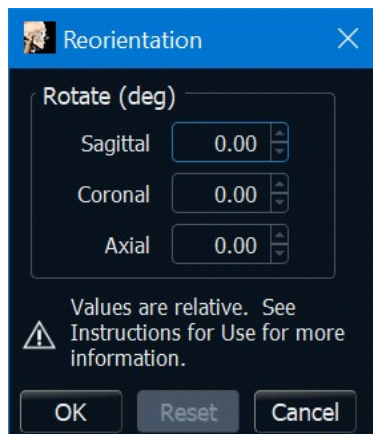 Reorientation
Rotate (deg)
Sagittal 0.00
Coronal 0.00
Axial 0.00
Values are relative. See
Instructions for Use for more
information.
OK Reset Cancel